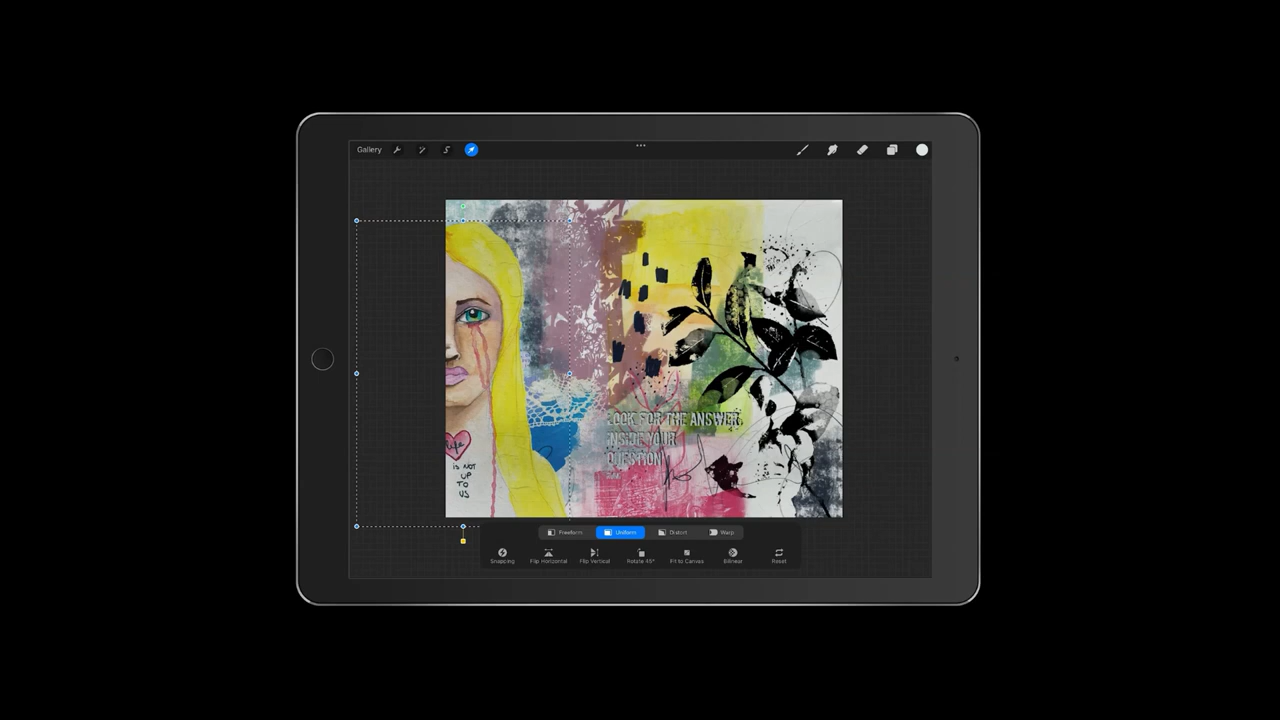 Gallery
life
is NOT
UP
TO
US
LOOK FOR THE ANSWER
INSIDE YOUR
QUESTION
Freeform Uniform Distort Warp
Snapping Flip Horizontal Flip Vertical Rotate 45° Fit to Canvas Bilinear Reset